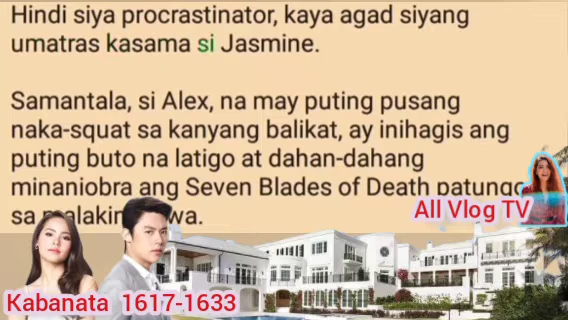 Hindi siya procrastinator, kaya agad siyang
umatras kasama si Jasmine.
Samantala, si Alex, na may puting pusang
naka-squat sa kanyang balikat, ay inihagis ang
puting buto na latigo at dahan-dahang
minaniobra ang Seven Blades of Death
sa
All Vlog TV
Kabanata 1617-1633